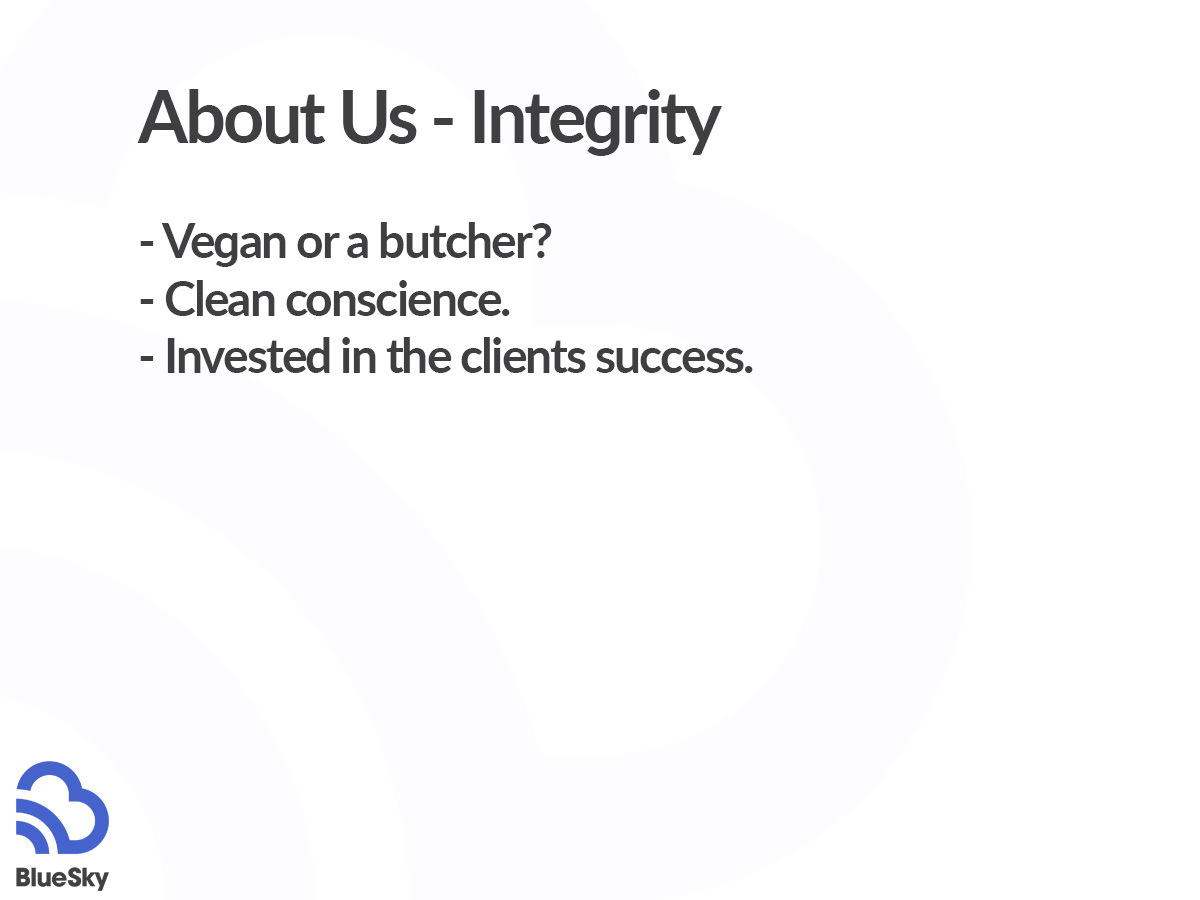 About Us - Integrity
- Vegan or a butcher?
- Clean conscience.
- Invested in the clients success.
BlueSky